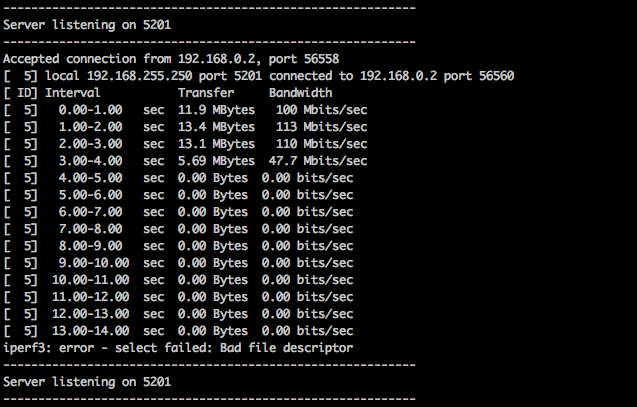 -----------------------------------------------------------
Server listening on 5201
-----------------------------------------------------------
Accepted connection from 192.168.0.2, port 56558
[  5] local 192.168.255.250 port 5201 connected to 192.168.0.2 port 56560
[ ID] Interval           Transfer     Bandwidth
[  5]   0.00-1.00   sec  11.9 MBytes   100 Mbits/sec
[  5]   1.00-2.00   sec  13.4 MBytes   113 Mbits/sec
[  5]   2.00-3.00   sec  13.1 MBytes   110 Mbits/sec
[  5]   3.00-4.00   sec  5.69 MBytes  47.7 Mbits/sec
[  5]   4.00-5.00   sec  0.00 Bytes  0.00 bits/sec
[  5]   5.00-6.00   sec  0.00 Bytes  0.00 bits/sec
[  5]   6.00-7.00   sec  0.00 Bytes  0.00 bits/sec
[  5]   7.00-8.00   sec  0.00 Bytes  0.00 bits/sec
[  5]   8.00-9.00   sec  0.00 Bytes  0.00 bits/sec
[  5]   9.00-10.00  sec  0.00 Bytes  0.00 bits/sec
[  5]  10.00-11.00  sec  0.00 Bytes  0.00 bits/sec
[  5]  11.00-12.00  sec  0.00 Bytes  0.00 bits/sec
[  5]  12.00-13.00  sec  0.00 Bytes  0.00 bits/sec
[  5]  13.00-14.00  sec  0.00 Bytes  0.00 bits/sec
iperf3: error - select failed: Bad file descriptor
-----------------------------------------------------------
Server listening on 5201
-----------------------------------------------------------